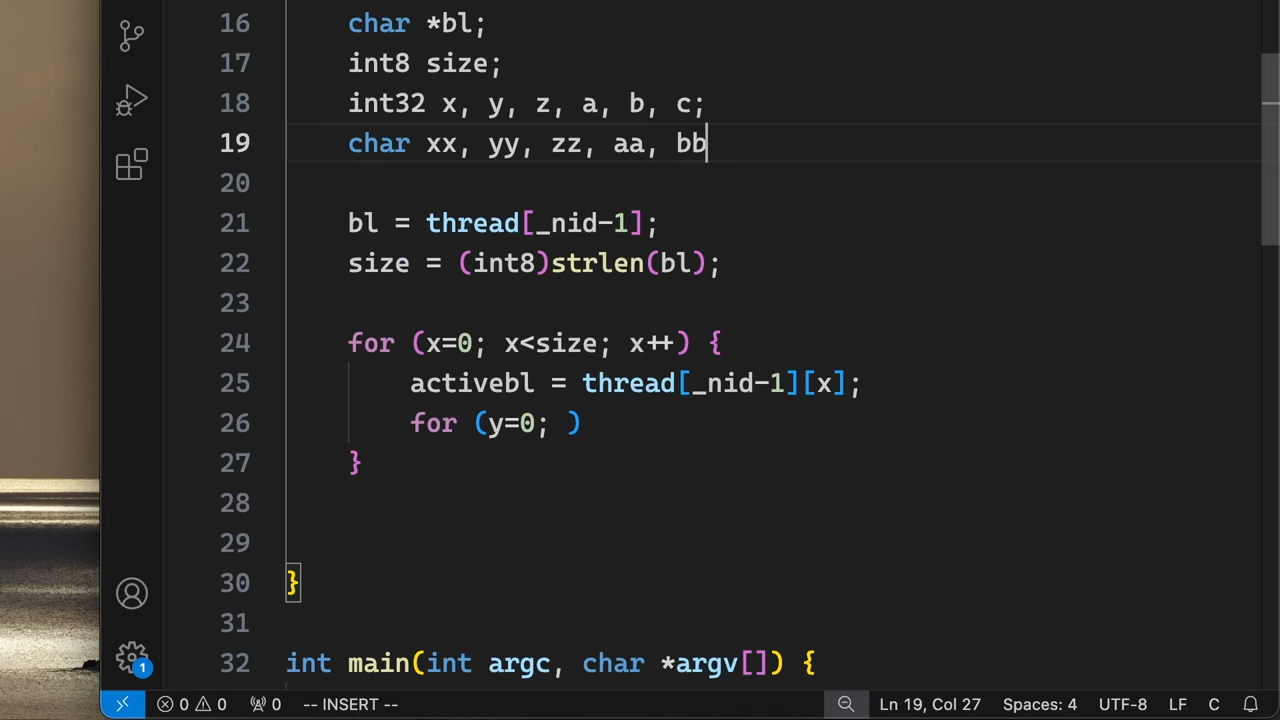 16 char *bl;
17 int8 size;
18 int32 x, y, z, a, b, c;
19 char xx, yy, zz, aa, bb
20
21 bl = thread[_nid-1];
22 size = (int8)strlen(bl);
23
24 for (x=0; x<size; x++) {
25 activebl = thread[_nid-1][x];
26 for (y=0; )
27 }
28
29
30 }
31
32 int main(int argc, char *argv[]) {
1
0 0 0 -- INSERT -- Ln 19, Col 27 Spaces: 4 UTF-8 LF C